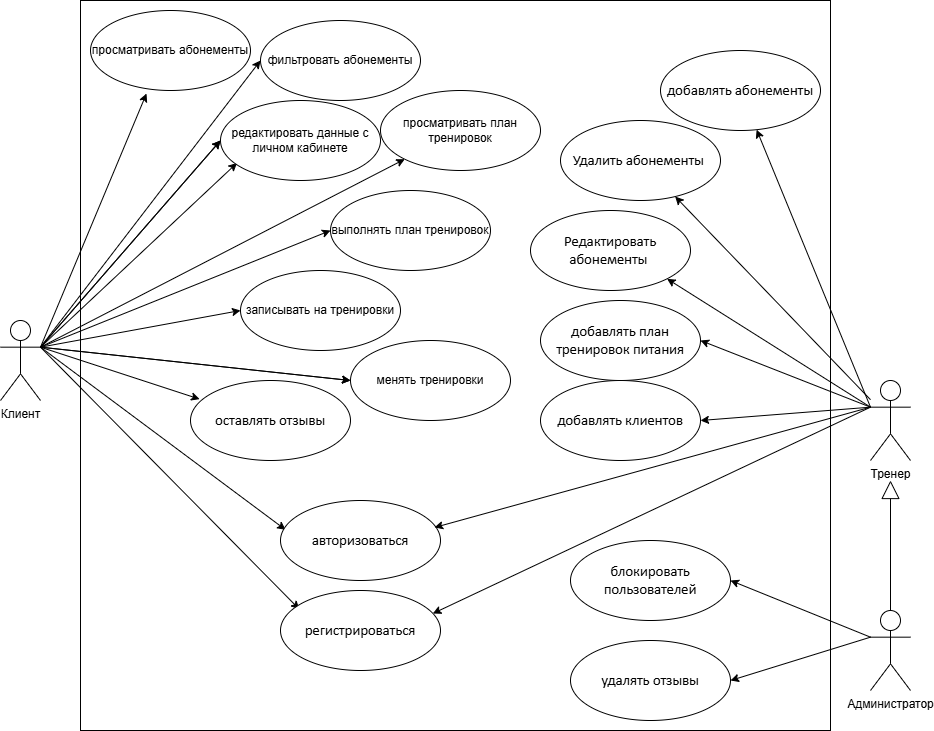 просматривать абонементы
фильтровать абонементы
добавлять абонементы
редактировать данные с
личном кабинете
просматривать план
тренировок
Удалить абонементы
выполнять план тренировок
Редактировать
абонементы
записывать на тренировки
добавлять план
тренировок питания
менять тренировки
Клиент
оставлять отзывы
добавлять клиентов
Тренер
авторизоваться
блокировать
пользователей
регистрироваться
удалять отзывы
Администратор